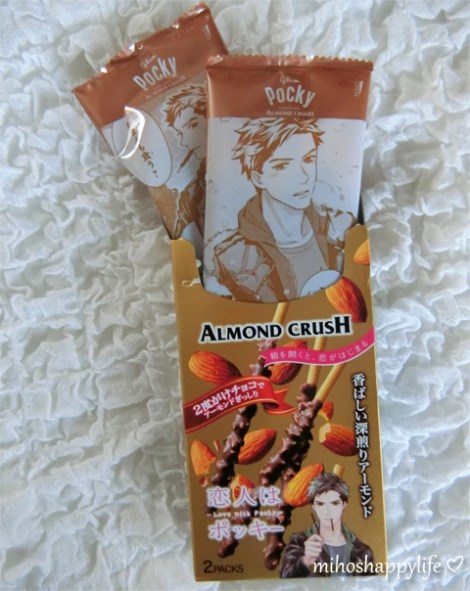 Glico
Pocky
ALMOND CRUSH
Glico
Pocky
ALMOND CRUSH
ALMOND CRUSH
箱を開くと、恋がはじまる
2度がけチョコで
アーモンドぎっしり
香ばしい深煎りアーモンド
恋人は
Love with Pocky
ポッキー
2PACKS
mihoshappylife♡